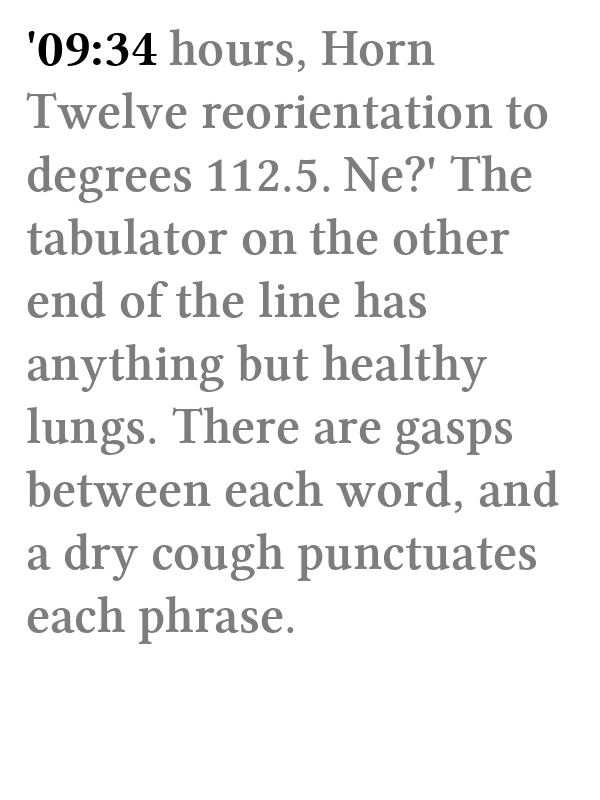 '09:34 hours, Horn
Twelve reorientation to
degrees 112.5. Ne?' The
tabulator on the other
end of the line has
anything but healthy
lungs. There are gasps
between each word, and
a dry cough punctuates
each phrase.